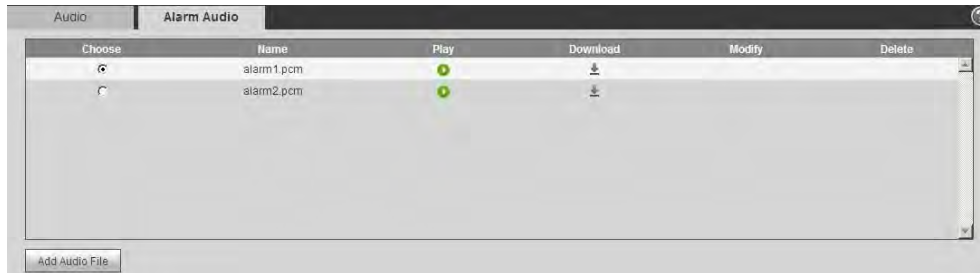 Audio Alarm Audio
Choose Name Play Download Modify Delete
alarm1.pcm
alarm2.pcm
Add Audio File